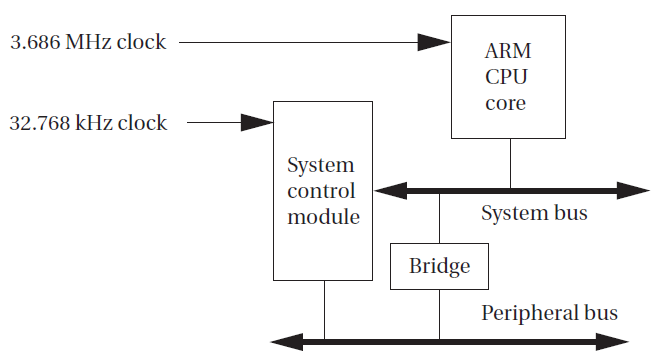 3.686 MHz clock
ARM
CPU
core
32.768 kHz clock
System
control
module
System bus
Bridge
Peripheral bus